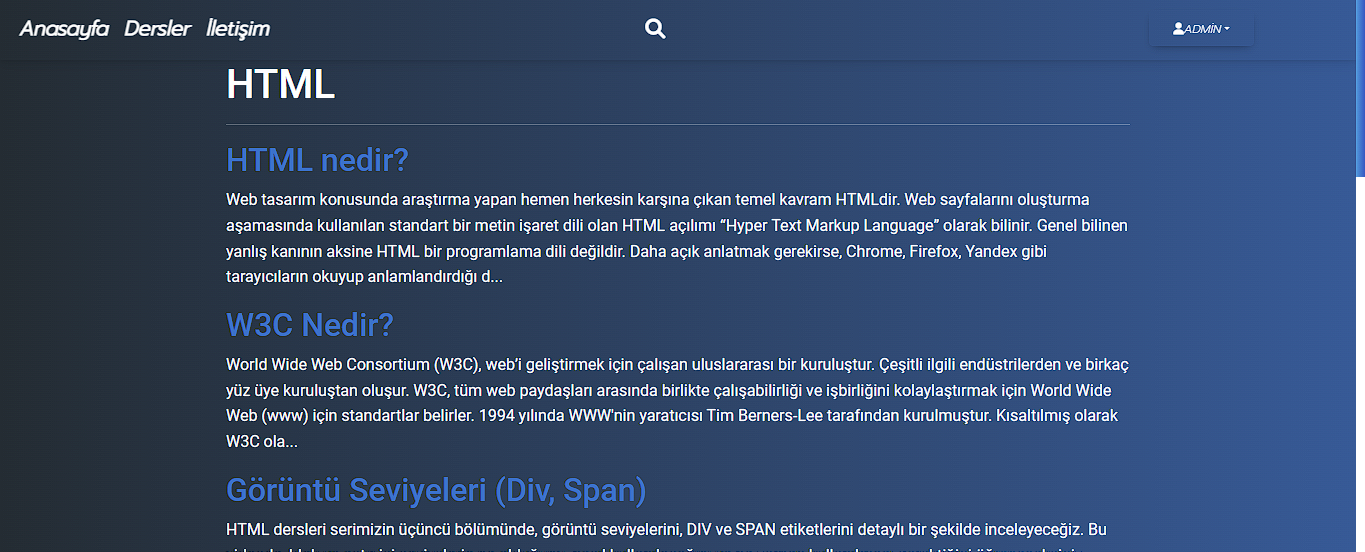 Anasayfa Dersler İletişim ADMİN
HTML
HTML nedir?
Web tasarım konusunda araştırma yapan hemen herkesin karşına çıkan temel kavram HTMLdir. Web sayfalarını oluşturma
aşamasında kullanılan standart bir metin işaret dili olan HTML açılımı “Hyper Text Markup Language” olarak bilinir. Genel bilinen
yanlış kanının aksine HTML bir programlama dili değildir. Daha açık anlatmak gerekirse, Chrome, Firefox, Yandex gibi
tarayıcıların okuyup anlamlandırdığı d...
W3C Nedir?
World Wide Web Consortium (W3C), web’i geliştirmek için çalışan uluslararası bir kuruluştur. Çeşitli ilgili endüstrilerden ve birkaç
yüz üye kuruluştan oluşur. W3C, tüm web paydaşları arasında birlikte çalışabilirliği ve işbirliğini kolaylaştırmak için World Wide
Web (www) için standartlar belirler. 1994 yılında WWW'nin yaratıcısı Tim Berners-Lee tarafından kurulmuştur. Kısaltılmış olarak
W3C ola...
Görüntü Seviyeleri (Div, Span)
HTML dersleri serimizin üçüncü bölümünde, görüntü seviyelerini, DIV ve SPAN etiketlerini detaylı bir şekilde inceleyeceğiz. Bu